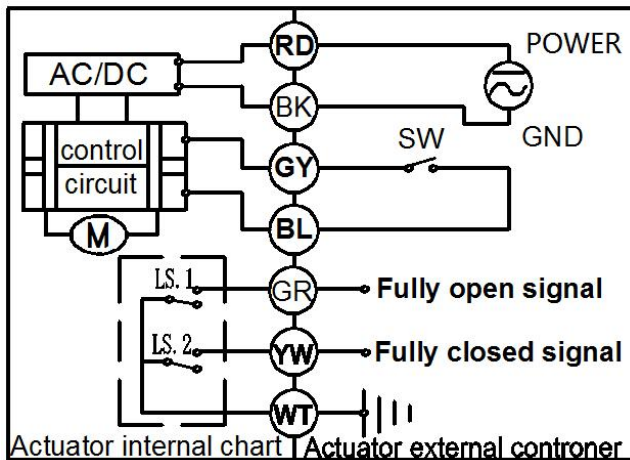 RD
POWER
AC/DC
BK
GND
SW
control
GY
circuit
M
BL
LS. 1
GR
Fully open signal
LS. 2
YW
Fully closed signal
WT
Actuator internal chart
Actuator external controner